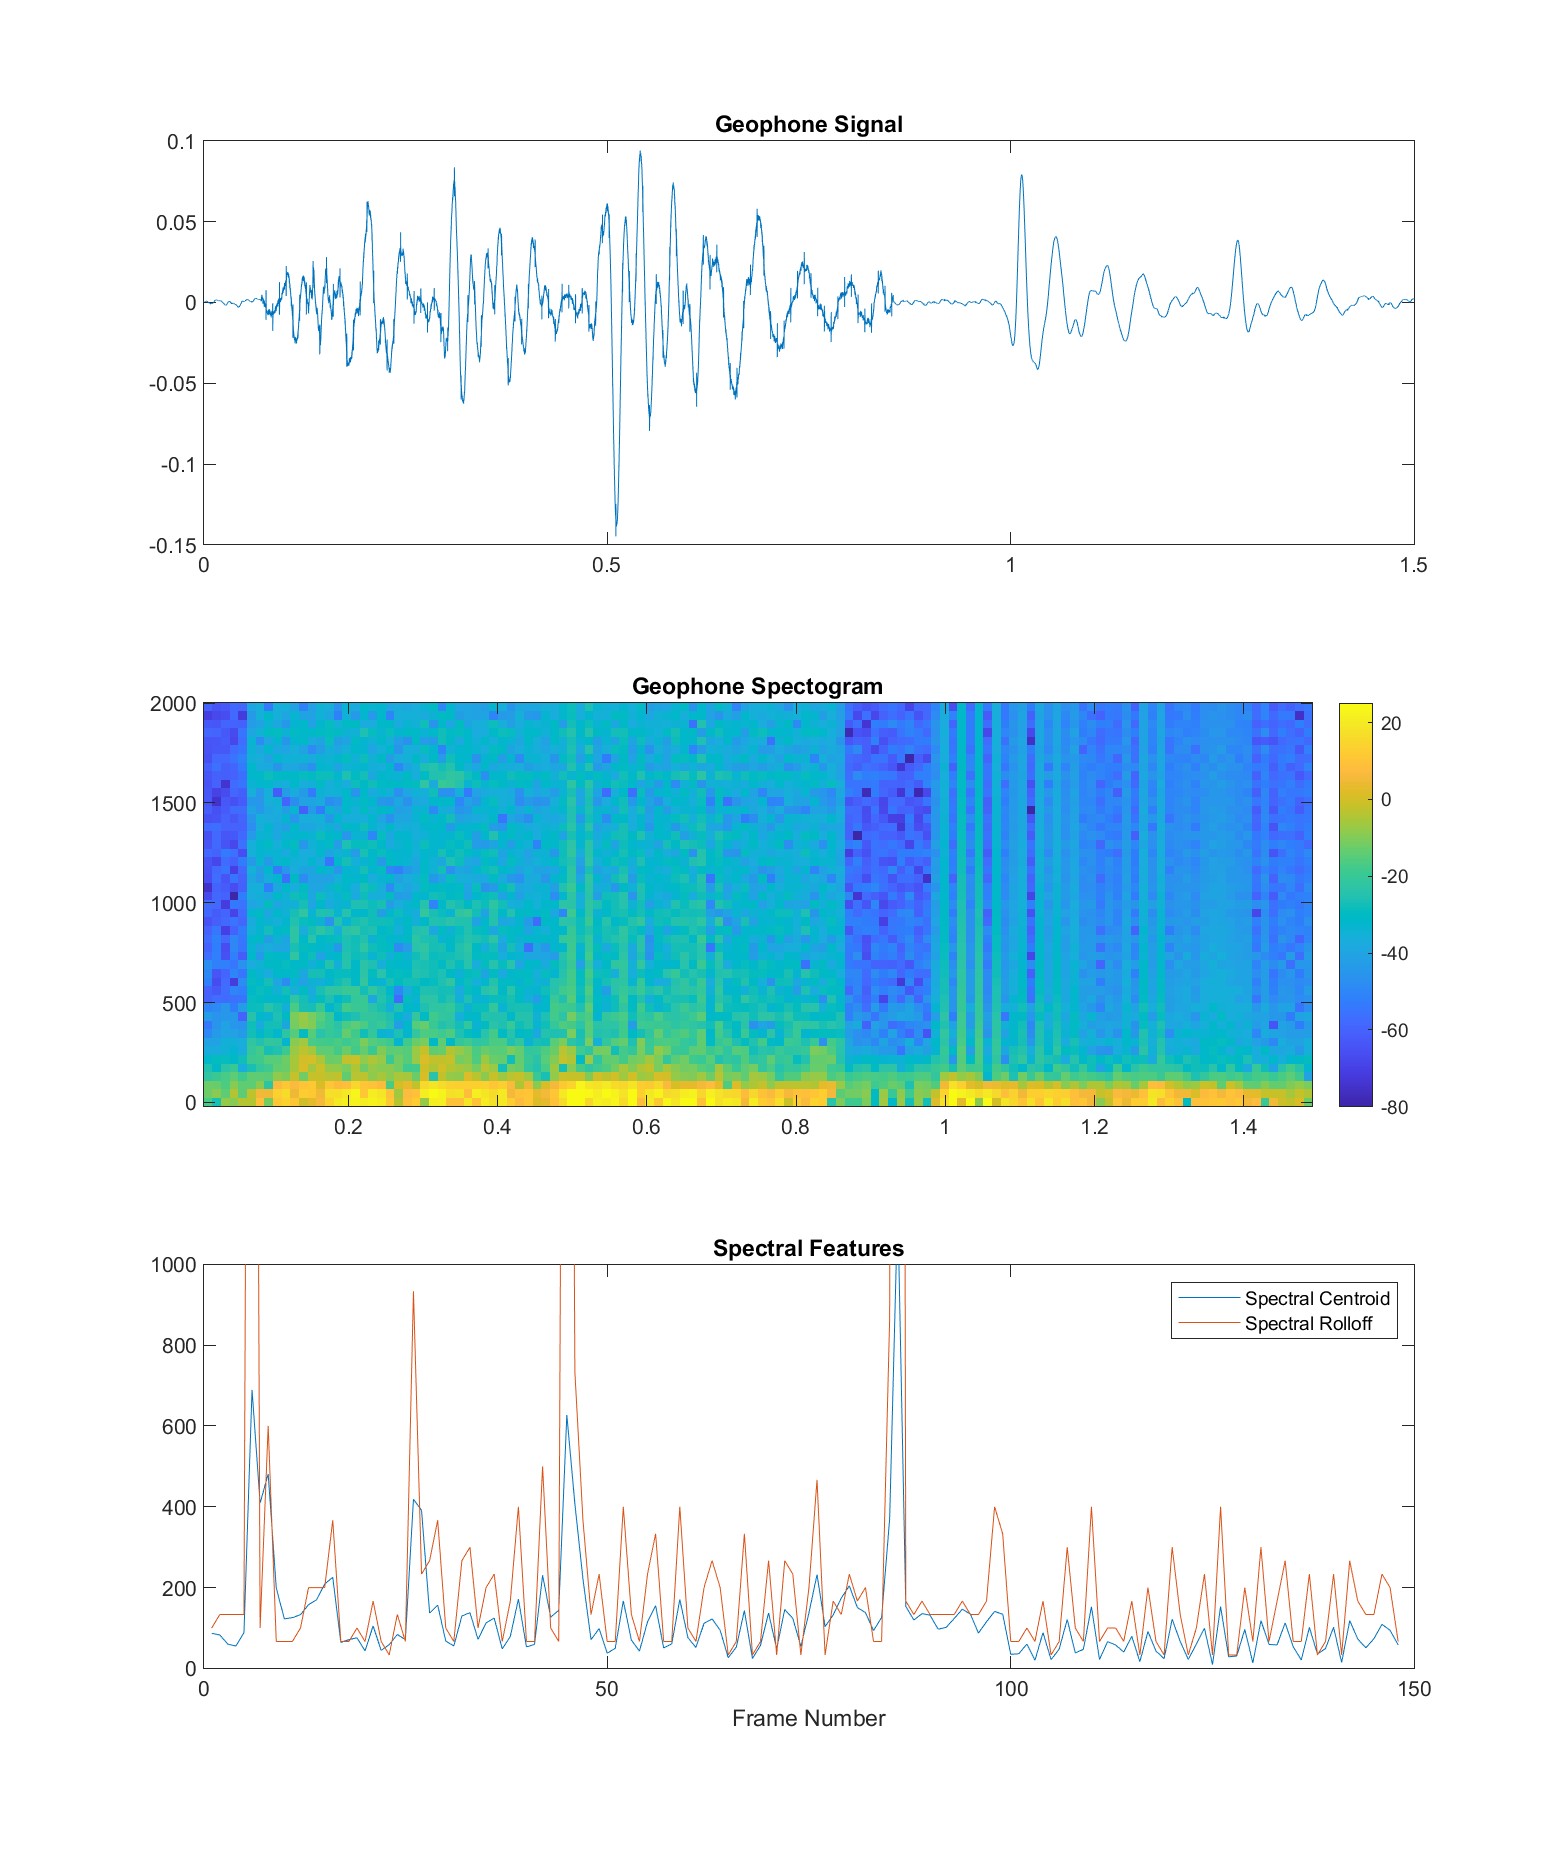 Geophone Signal
0.1
0.05
0
-0.05
-0.1
-0.15
0 0.5 1 1.5
Geophone Spectogram
2000
1500
1000
500
0
0.2 0.4 0.6 0.8 1 1.2 1.4
20
0
-20
-40
-60
-80
Spectral Features
1000
800
600
400
200
0
Spectral Centroid
Spectral Rolloff
0 50 100 150
Frame Number